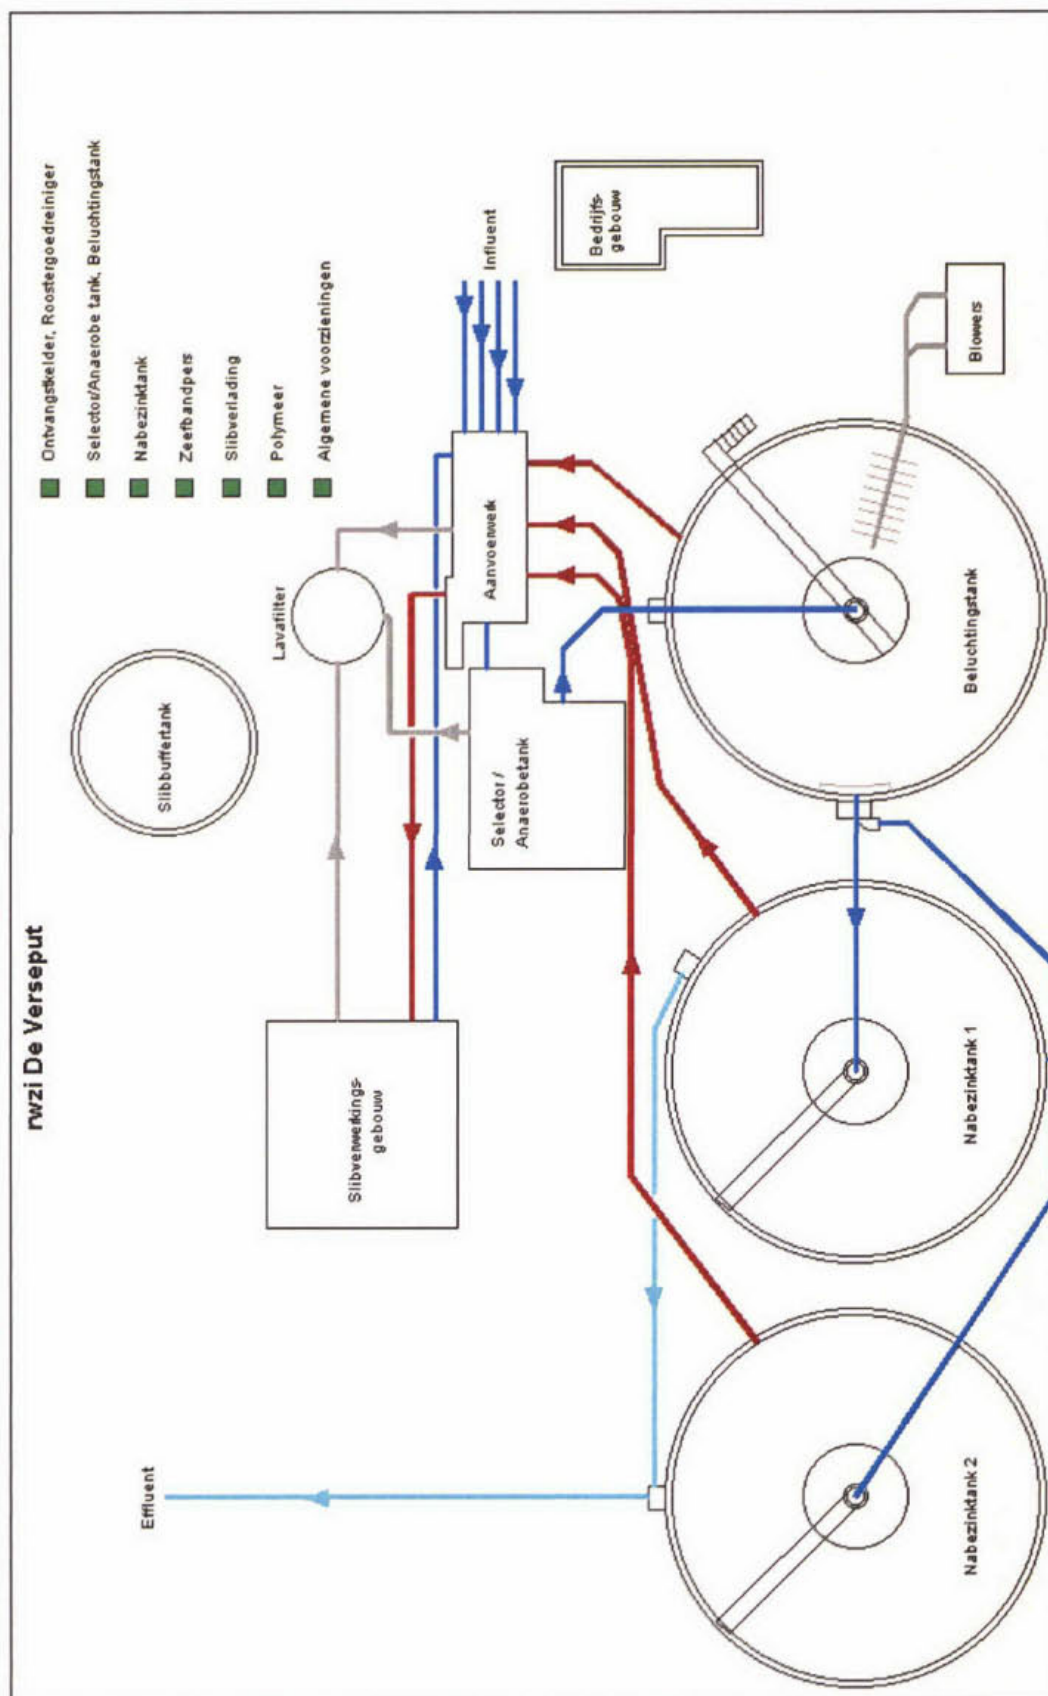 rwzi De Verseput
Ontvangstkelder, Roostergoedreiniger
Selector/Anaerobe tank, Beluchtingstank
Nabezinktank
Zeefbandpers
Slibverlading
Polymeer
Algemene voorzieningen
Slibbuffertank
Lavafilter
Influent
Bedrijfs-
gebouw
Aanvoerwerk
Slibverwerkings-
gebouw
Selector /
Anaerobetank
Effluent
Blowers
Nabezinktank 2
Nabezinktank 1
Beluchtingstank